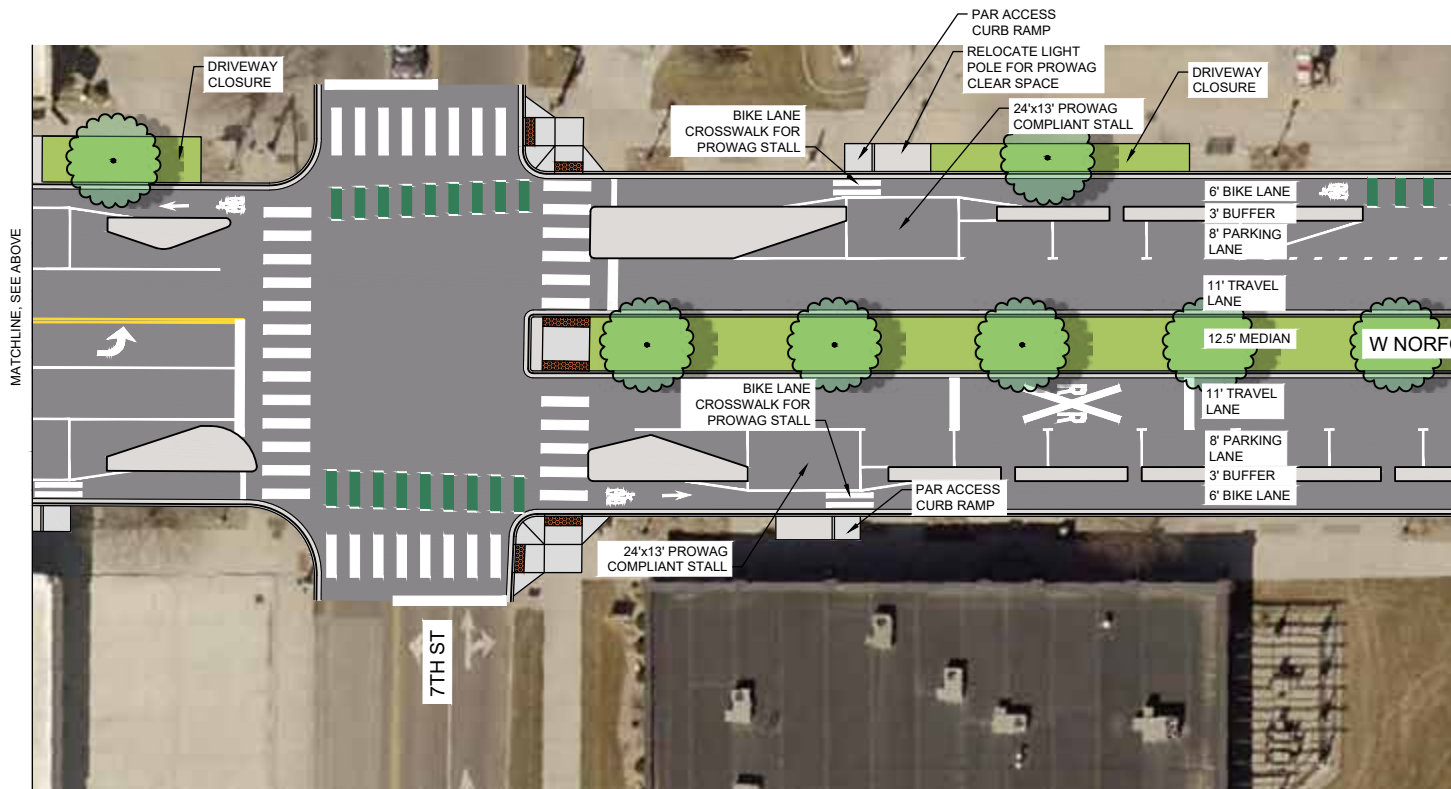 PAR ACCESS
CURB RAMP
RELOCATE LIGHT
POLE FOR PROWAG
CLEAR SPACE
DRIVEWAY
CLOSURE
DRIVEWAY
CLOSURE
24'x13' PROWAG
COMPLIANT STALL
BIKE LANE
CROSSWALK FOR
PROWAG STALL
6' BIKE LANE
3' BUFFER
8' PARKING
LANE
11' TRAVEL
LANE
12.5' MEDIAN
W NORF
MATCHLINE, SEE ABOVE
BIKE LANE
CROSSWALK FOR
PROWAG STALL
R R
11' TRAVEL
LANE
8' PARKING
LANE
3' BUFFER
6' BIKE LANE
PAR ACCESS
CURB RAMP
24'x13' PROWAG
COMPLIANT STALL
7TH ST